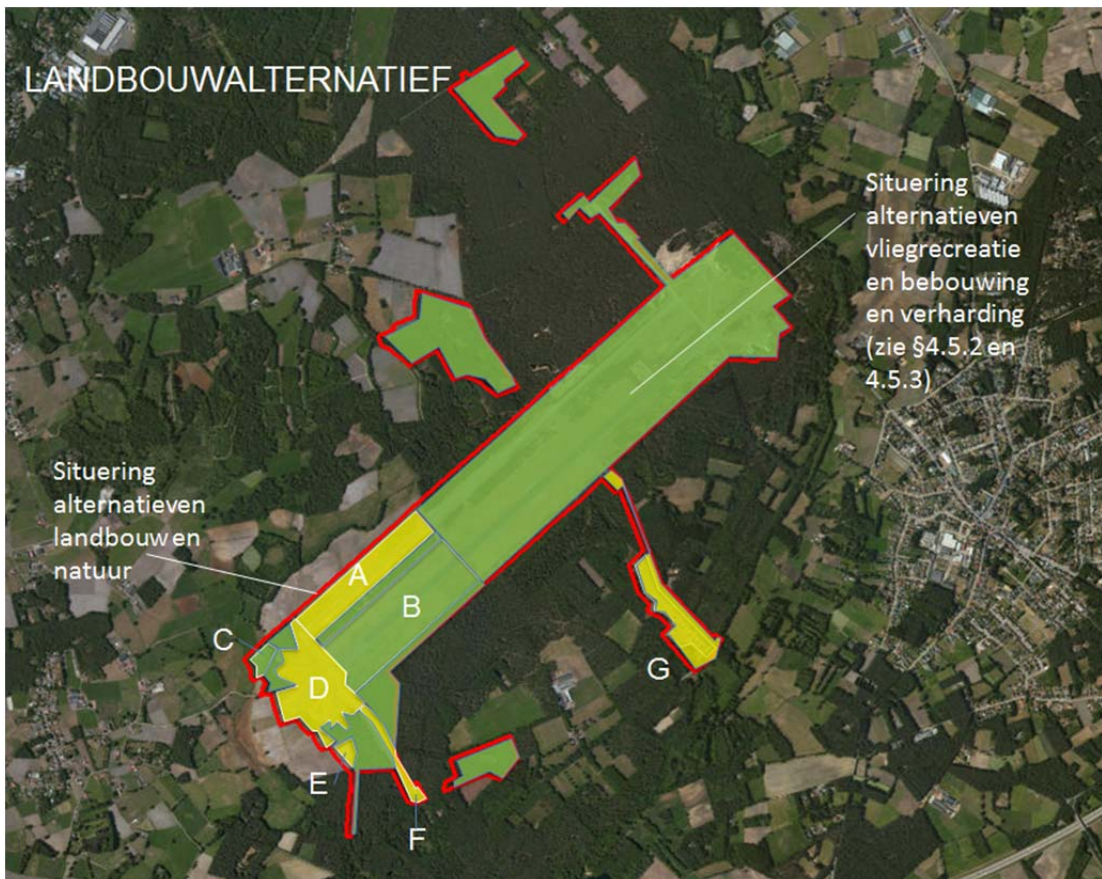 LANDBOUWALTERNATIEF
Situering
alternatieven
vliegrecreatie
en bebouwing
en verharding
(zie §4.5.2 en
4.5.3)
Situering
alternatieven
landbouw en
natuur
A
B
C
D
G
E
F